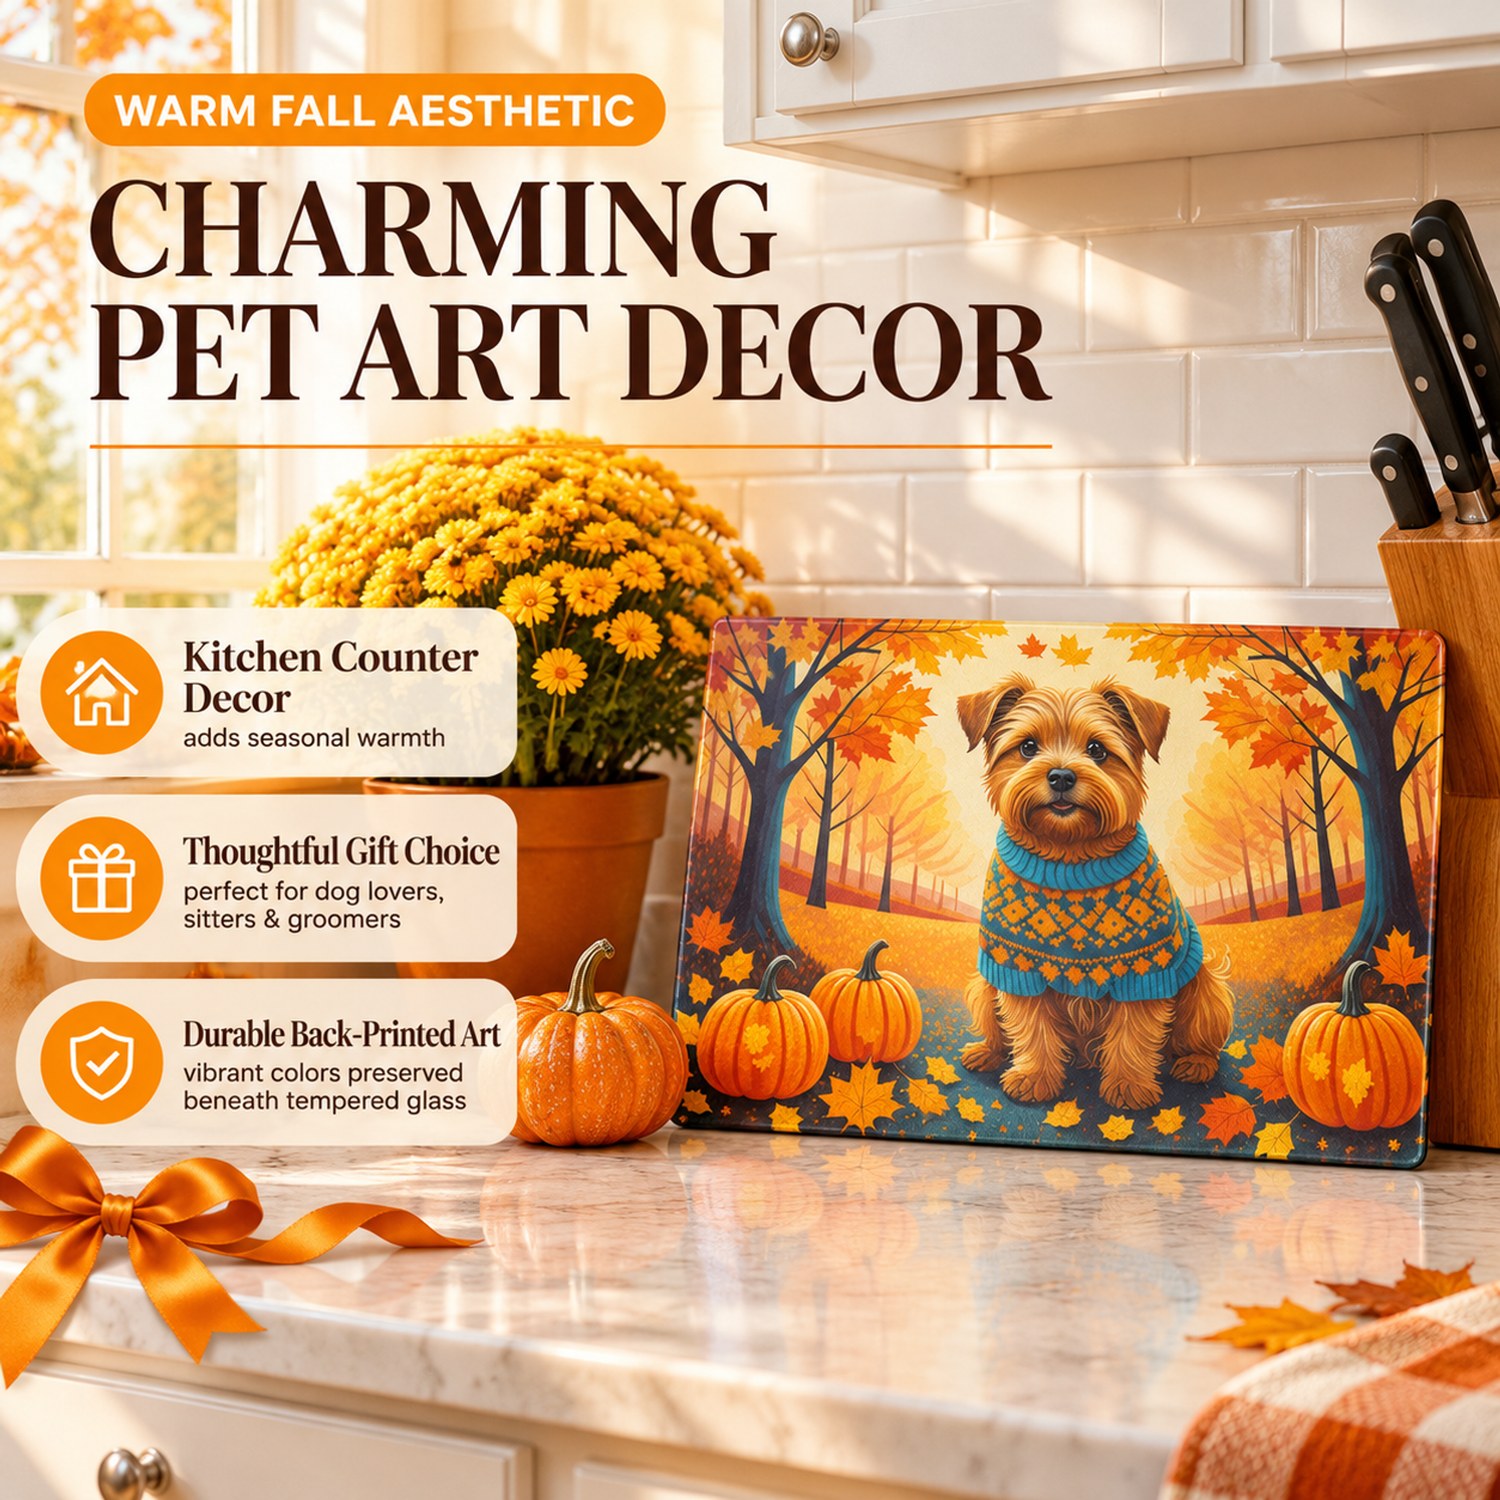 WARM FALL AESTHETIC
CHARMING
PET ART DECOR
Kitchen Counter
Decor
adds seasonal warmth
Thoughtful Gift Choice
perfect for dog lovers,
sitters & groomers
Durable Back-Printed Art
vibrant colors preserved
beneath tempered glass